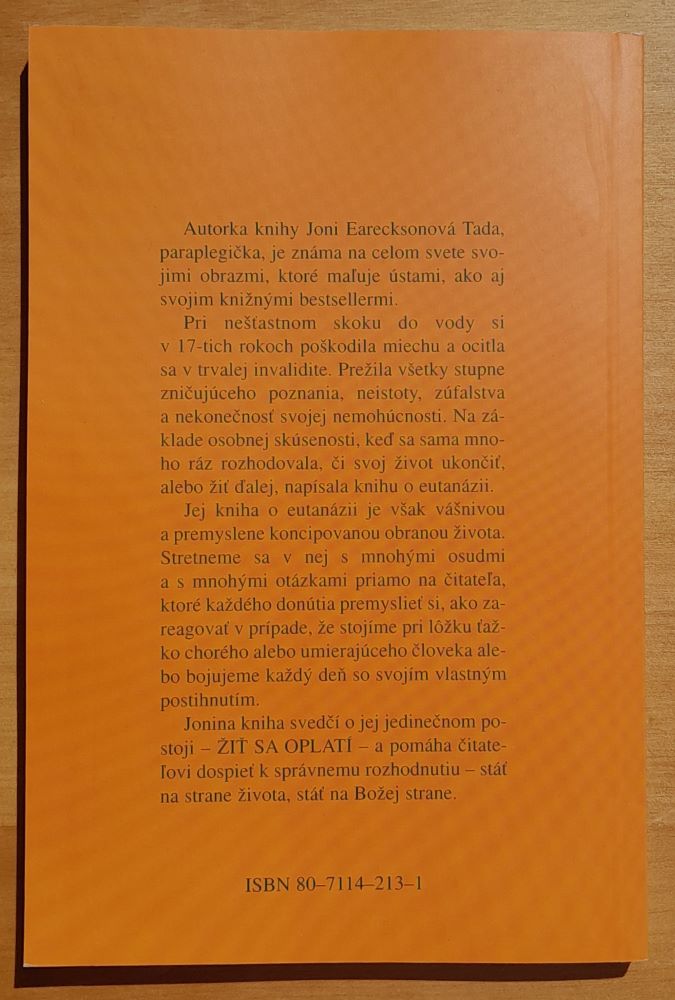 Autorka knihy Joni Earecksonová Tada,
paraplegička, je známa na celom svete svo-
jimi obrazmi, ktoré maľuje ústami, ako aj
svojim knižnými bestsellermi.
Pri nešťastnom skoku do vody si
v 17-tich rokoch poškodila miechu a ocitla
sa v trvalej invalidite. Prežila všetky stupne
zničujúceho poznania, neistoty, zúfalstva
a nekonečnosť svojej nemohúcnosti. Na zá-
klade osobnej skúsenosti, keď sa sama mno-
ho ráz rozhodovala, či svoj život ukončiť,
alebo žiť ďalej, napísala knihu o eutanázii.
Jej kniha o eutanázii je však vášnivou
a premyslene koncipovanou obranou života.
Stretneme sa v nej s mnohými osudmi
a s mnohými otázkami priamo na čitateľa,
ktoré každého donútia premyslieť si, ako za-
reagovať v prípade, že stojíme pri lôžku ťaž-
ko chorého alebo umierajúceho človeka ale-
bo bojujeme každý deň so svojím vlastným
postihnutím.
Jonina kniha svedčí o jej jedinečnom po-
stoji – ŽIŤ SA OPLATÍ – a pomáha čitate-
ľovi dospieť k správnemu rozhodnutiu – stáť
na strane života, stáť na Božej strane.
ISBN 80–7114–213–1